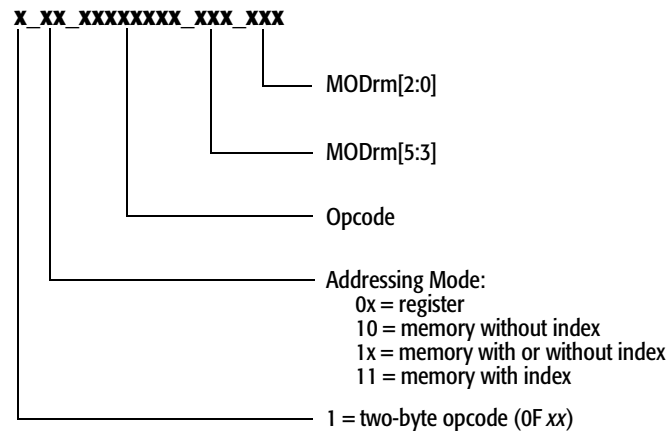 x_xx_xxxxxxxx_xxx_xxx
MODrm[2:0]
MODrm[5:3]
Opcode
Addressing Mode:
0x = register
10 = memory without index
1x = memory with or without index
11 = memory with index
1 = two-byte opcode (0F xx)